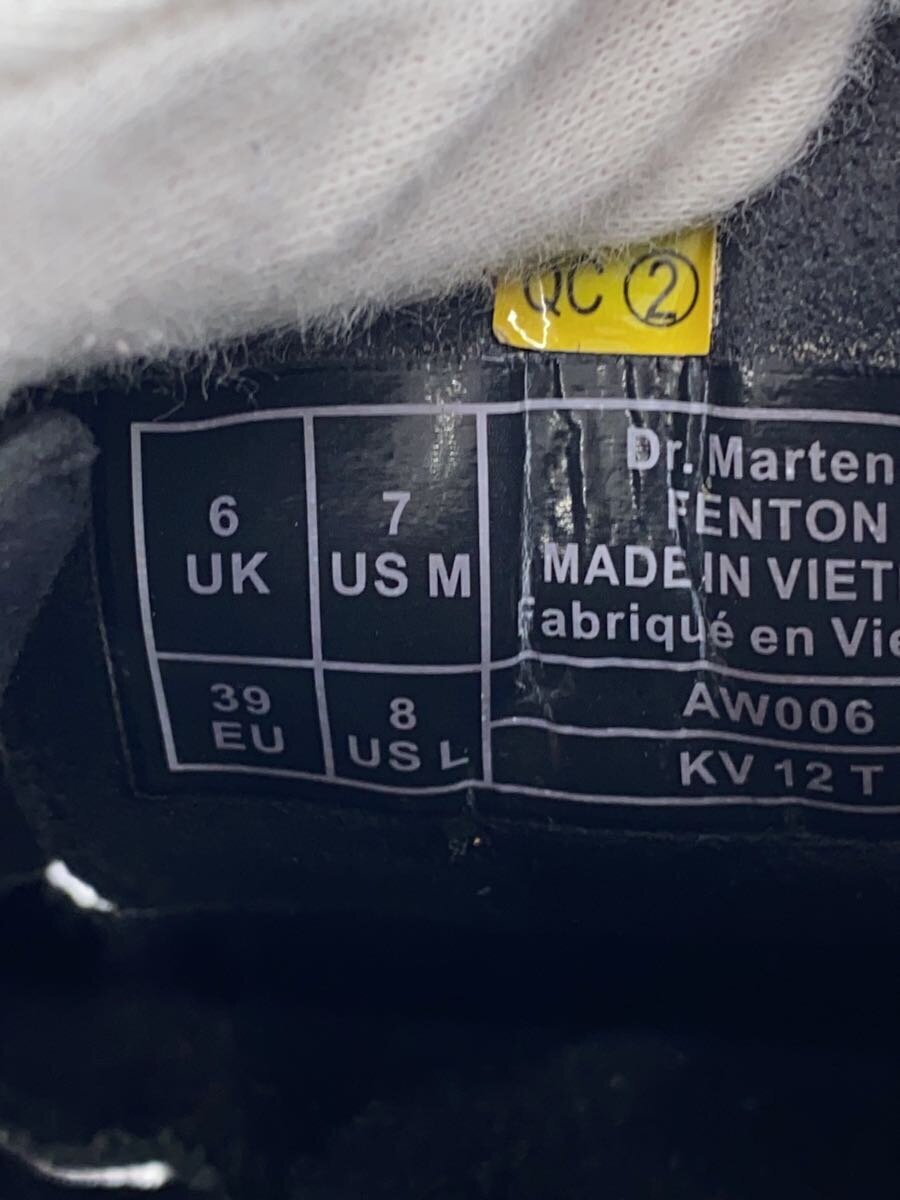 QC ②
6
UK
7
US M
39
EU
8
US L
Dr. Marten
FENTON
MADE IN VIET
Fabriqué en Vie
AW006
KV 12 T